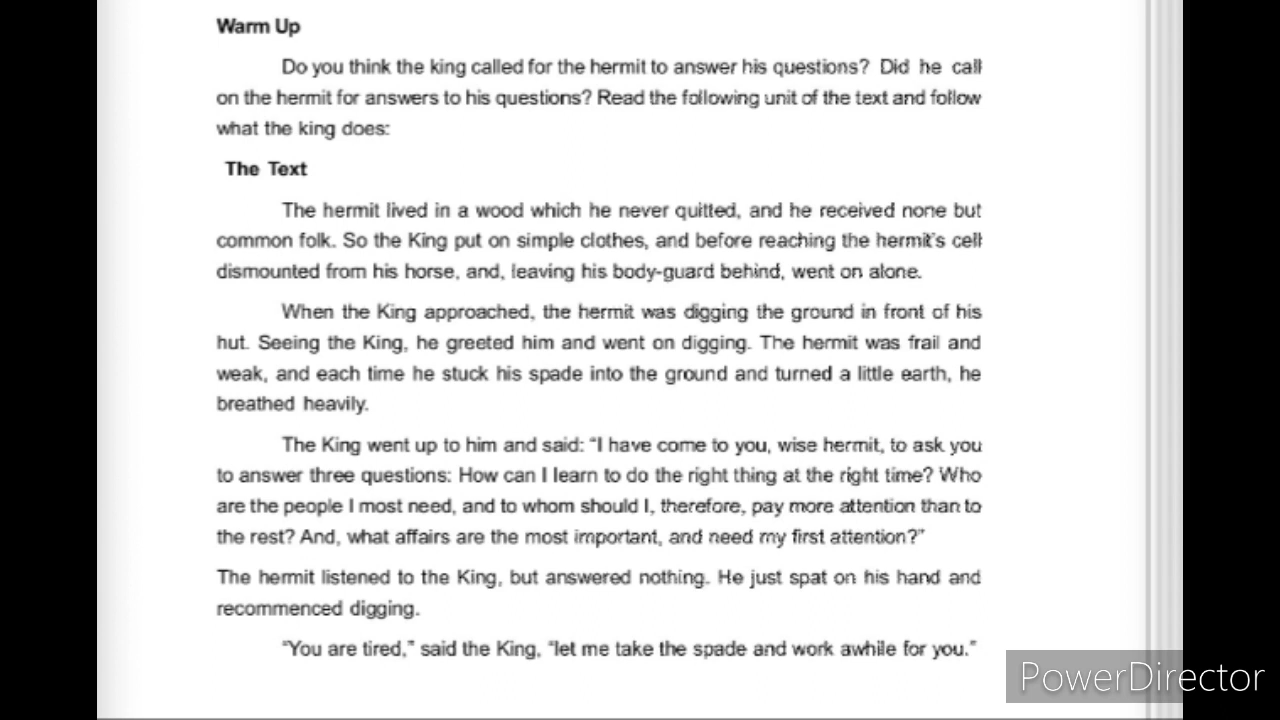 Warm Up
Do you think the king called for the hermit to answer his questions? Did he call
on the hermit for answers to his questions? Read the following unit of the text and follow
what the king does:
The Text
The hermit lived in a wood which he never quitted, and he received none but
common folk. So the King put on simple clothes, and before reaching the hermit's cell
dismounted from his horse, and, leaving his body-guard behind, went on alone.
When the King approached, the hermit was digging the ground in front of his
hut. Seeing the King, he greeted him and went on digging. The hermit was frail and
weak, and each time he stuck his spade into the ground and turned a little earth, he
breathed heavily.
The King went up to him and said: “I have come to you, wise hermit, to ask you
to answer three questions: How can I learn to do the right thing at the right time? Who
are the people I most need, and to whom should I, therefore, pay more attention than to
the rest? And, what affairs are the most important, and need my first attention?”
The hermit listened to the King, but answered nothing. He just spat on his hand and
recommenced digging.
“You are tired,” said the King, “let me take the spade and work awhile for you.”
PowerDirector